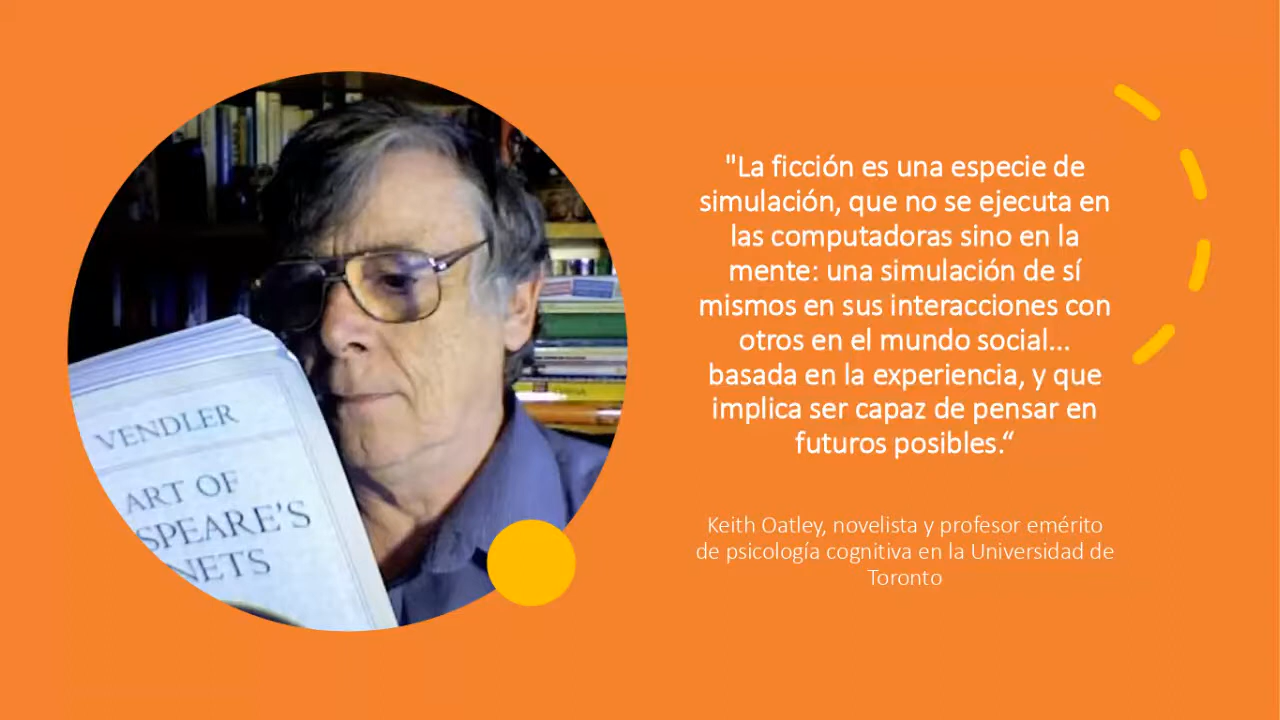 VENDLER
ART OF
SPEARE'S
NETS
"La ficción es una especie de
simulación, que no se ejecuta en
las computadoras sino en la
mente: una simulación de sí
mismos en sus interacciones con
otros en el mundo social...
basada en la experiencia, y que
implica ser capaz de pensar en
futuros posibles.“
Keith Oatley, novelista y profesor emérito
de psicología cognitiva en la Universidad de
Toronto